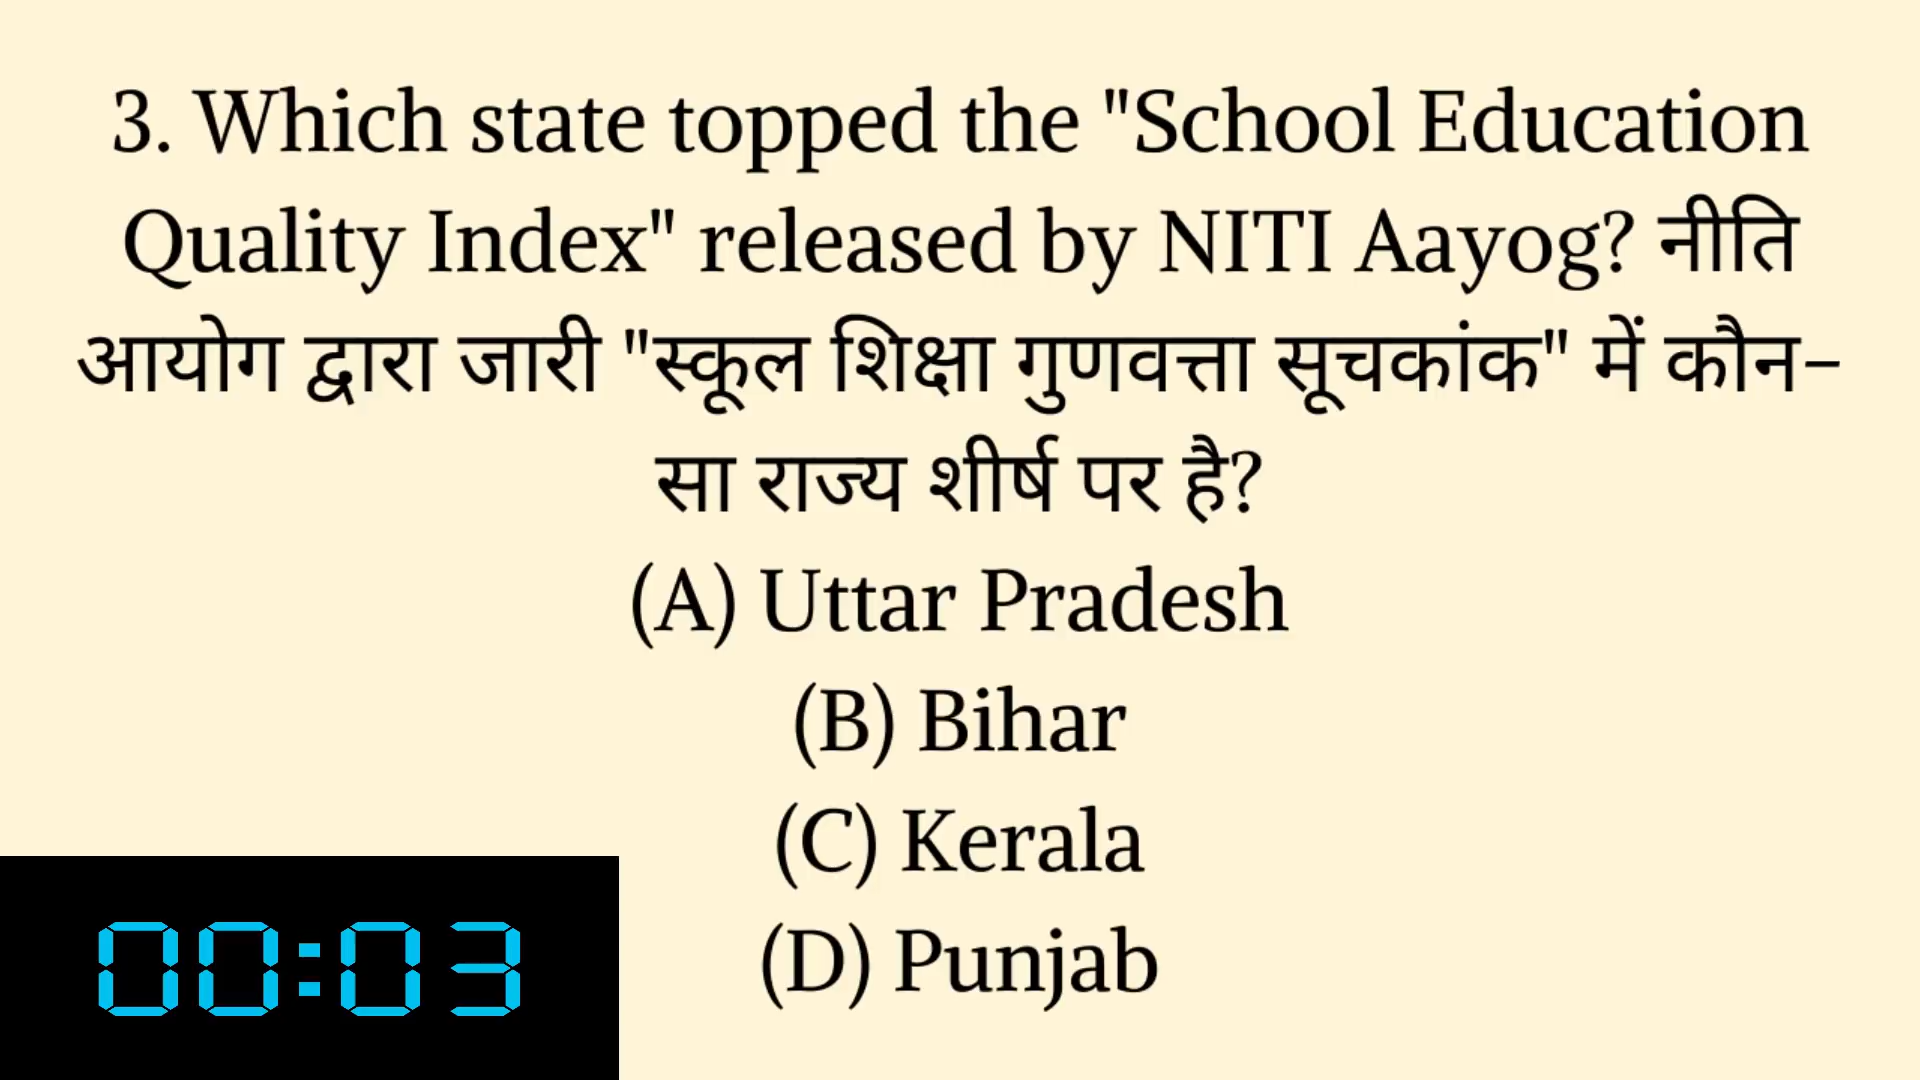 3. Which state topped the "School Education
Quality Index" released by NITI Aayog? नीति
आयोग द्वारा जारी "स्कूल शिक्षा गुणवत्ता सूचकांक" में कौन-
सा राज्य शीर्ष पर है?
(A) Uttar Pradesh
(B) Bihar
(C) Kerala
(D) Punjab
00:03